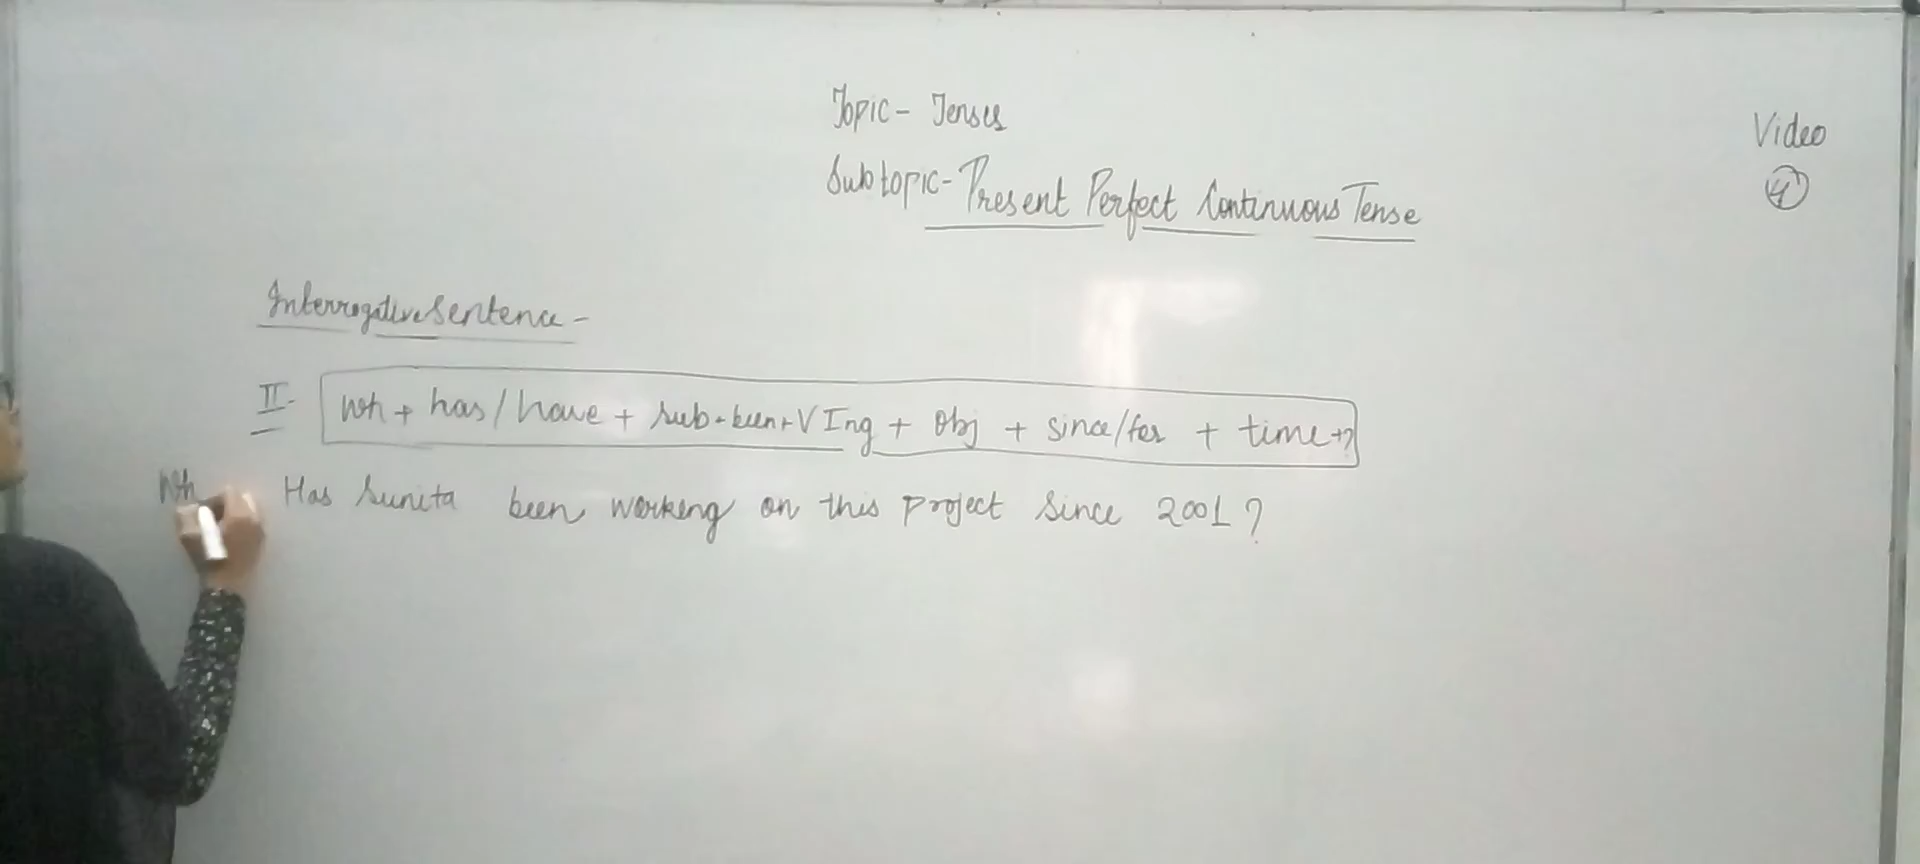 Topic - Tenses
Video
Subtopic - Present Perfect Continuous Tense
4
Interrogative Sentence -
II. Wh + has/have + sub + been + V Ing + obj + since/for + time + ?
Wh Has Sunita been working on this project since 2001?